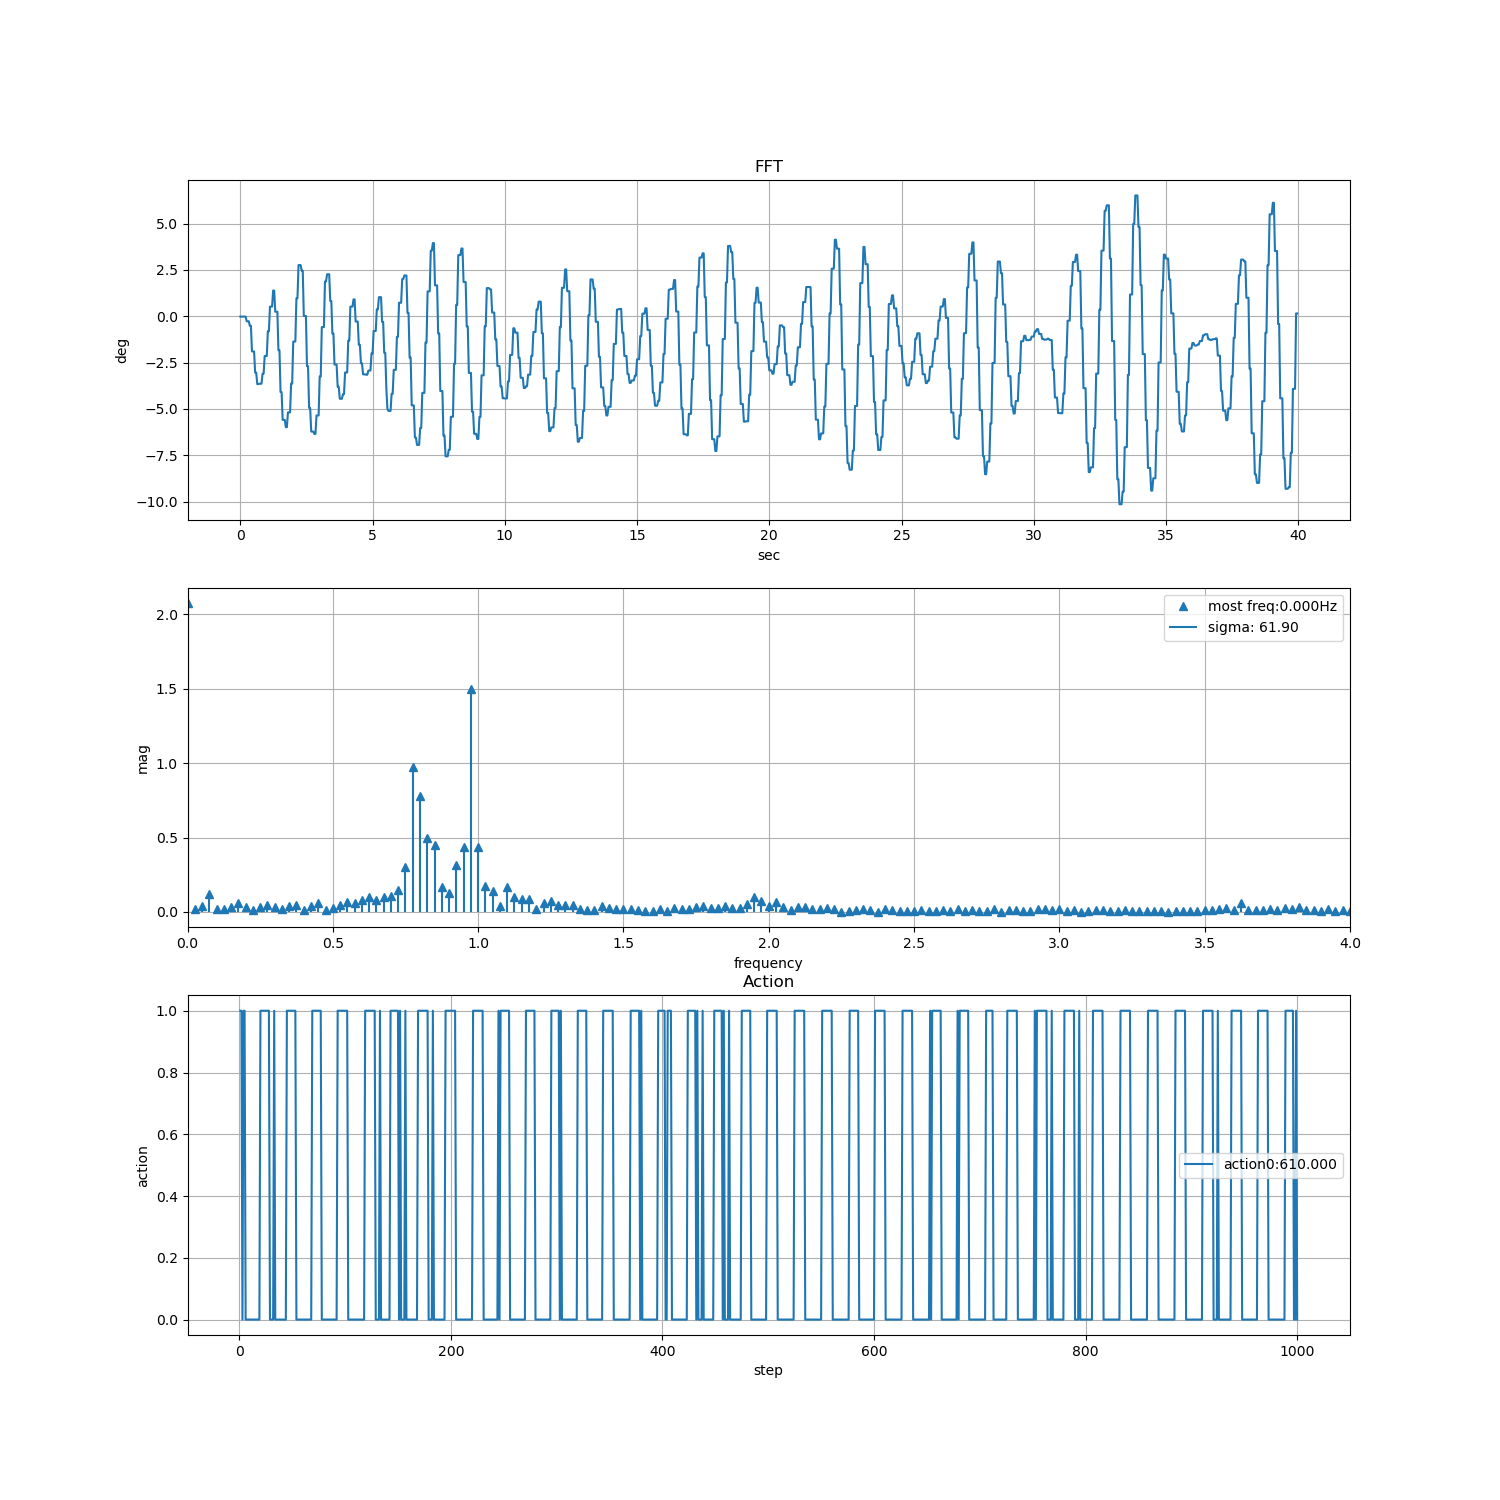 FFT
5.0
2.5
0.0
−2.5
−5.0
−7.5
−10.0
deg
0 5 10 15 20 25 30 35 40
sec
most freq:0.000Hz
sigma: 61.90
2.0
1.5
1.0
0.5
0.0
mag
0.0 0.5 1.0 1.5 2.0 2.5 3.0 3.5 4.0
frequency
Action
1.0
0.8
0.6
0.4
0.2
0.0
action
action0:610.000
0 200 400 600 800 1000
step